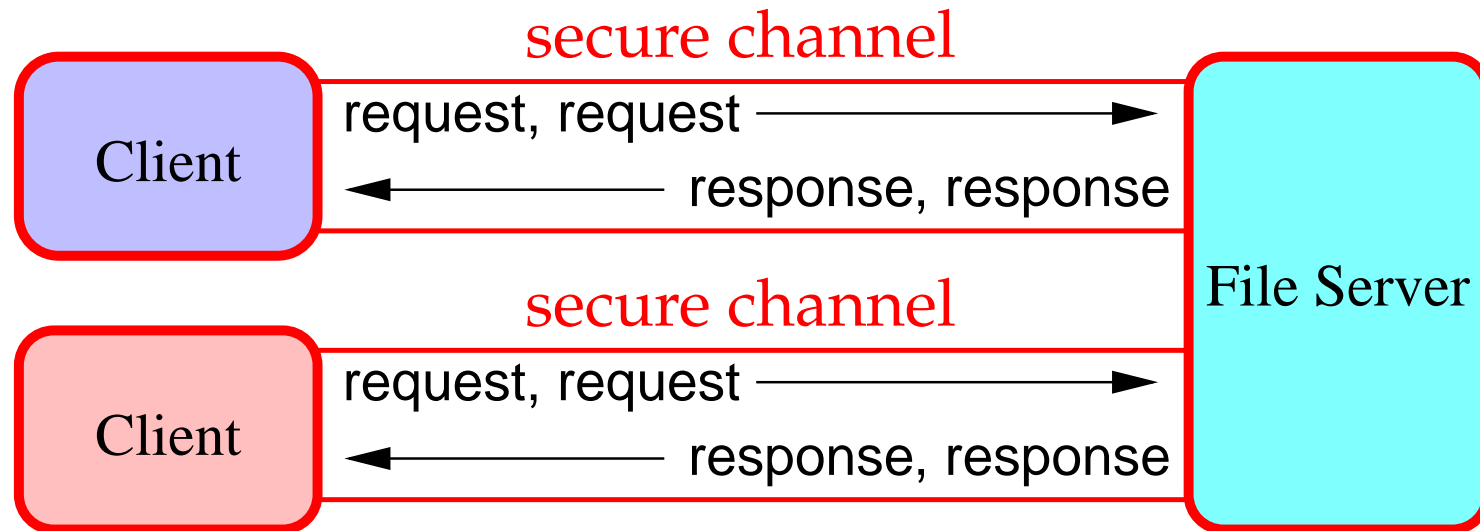 secure channel
request, request
Client
response, response
File Server
secure channel
request, request
Client
response, response